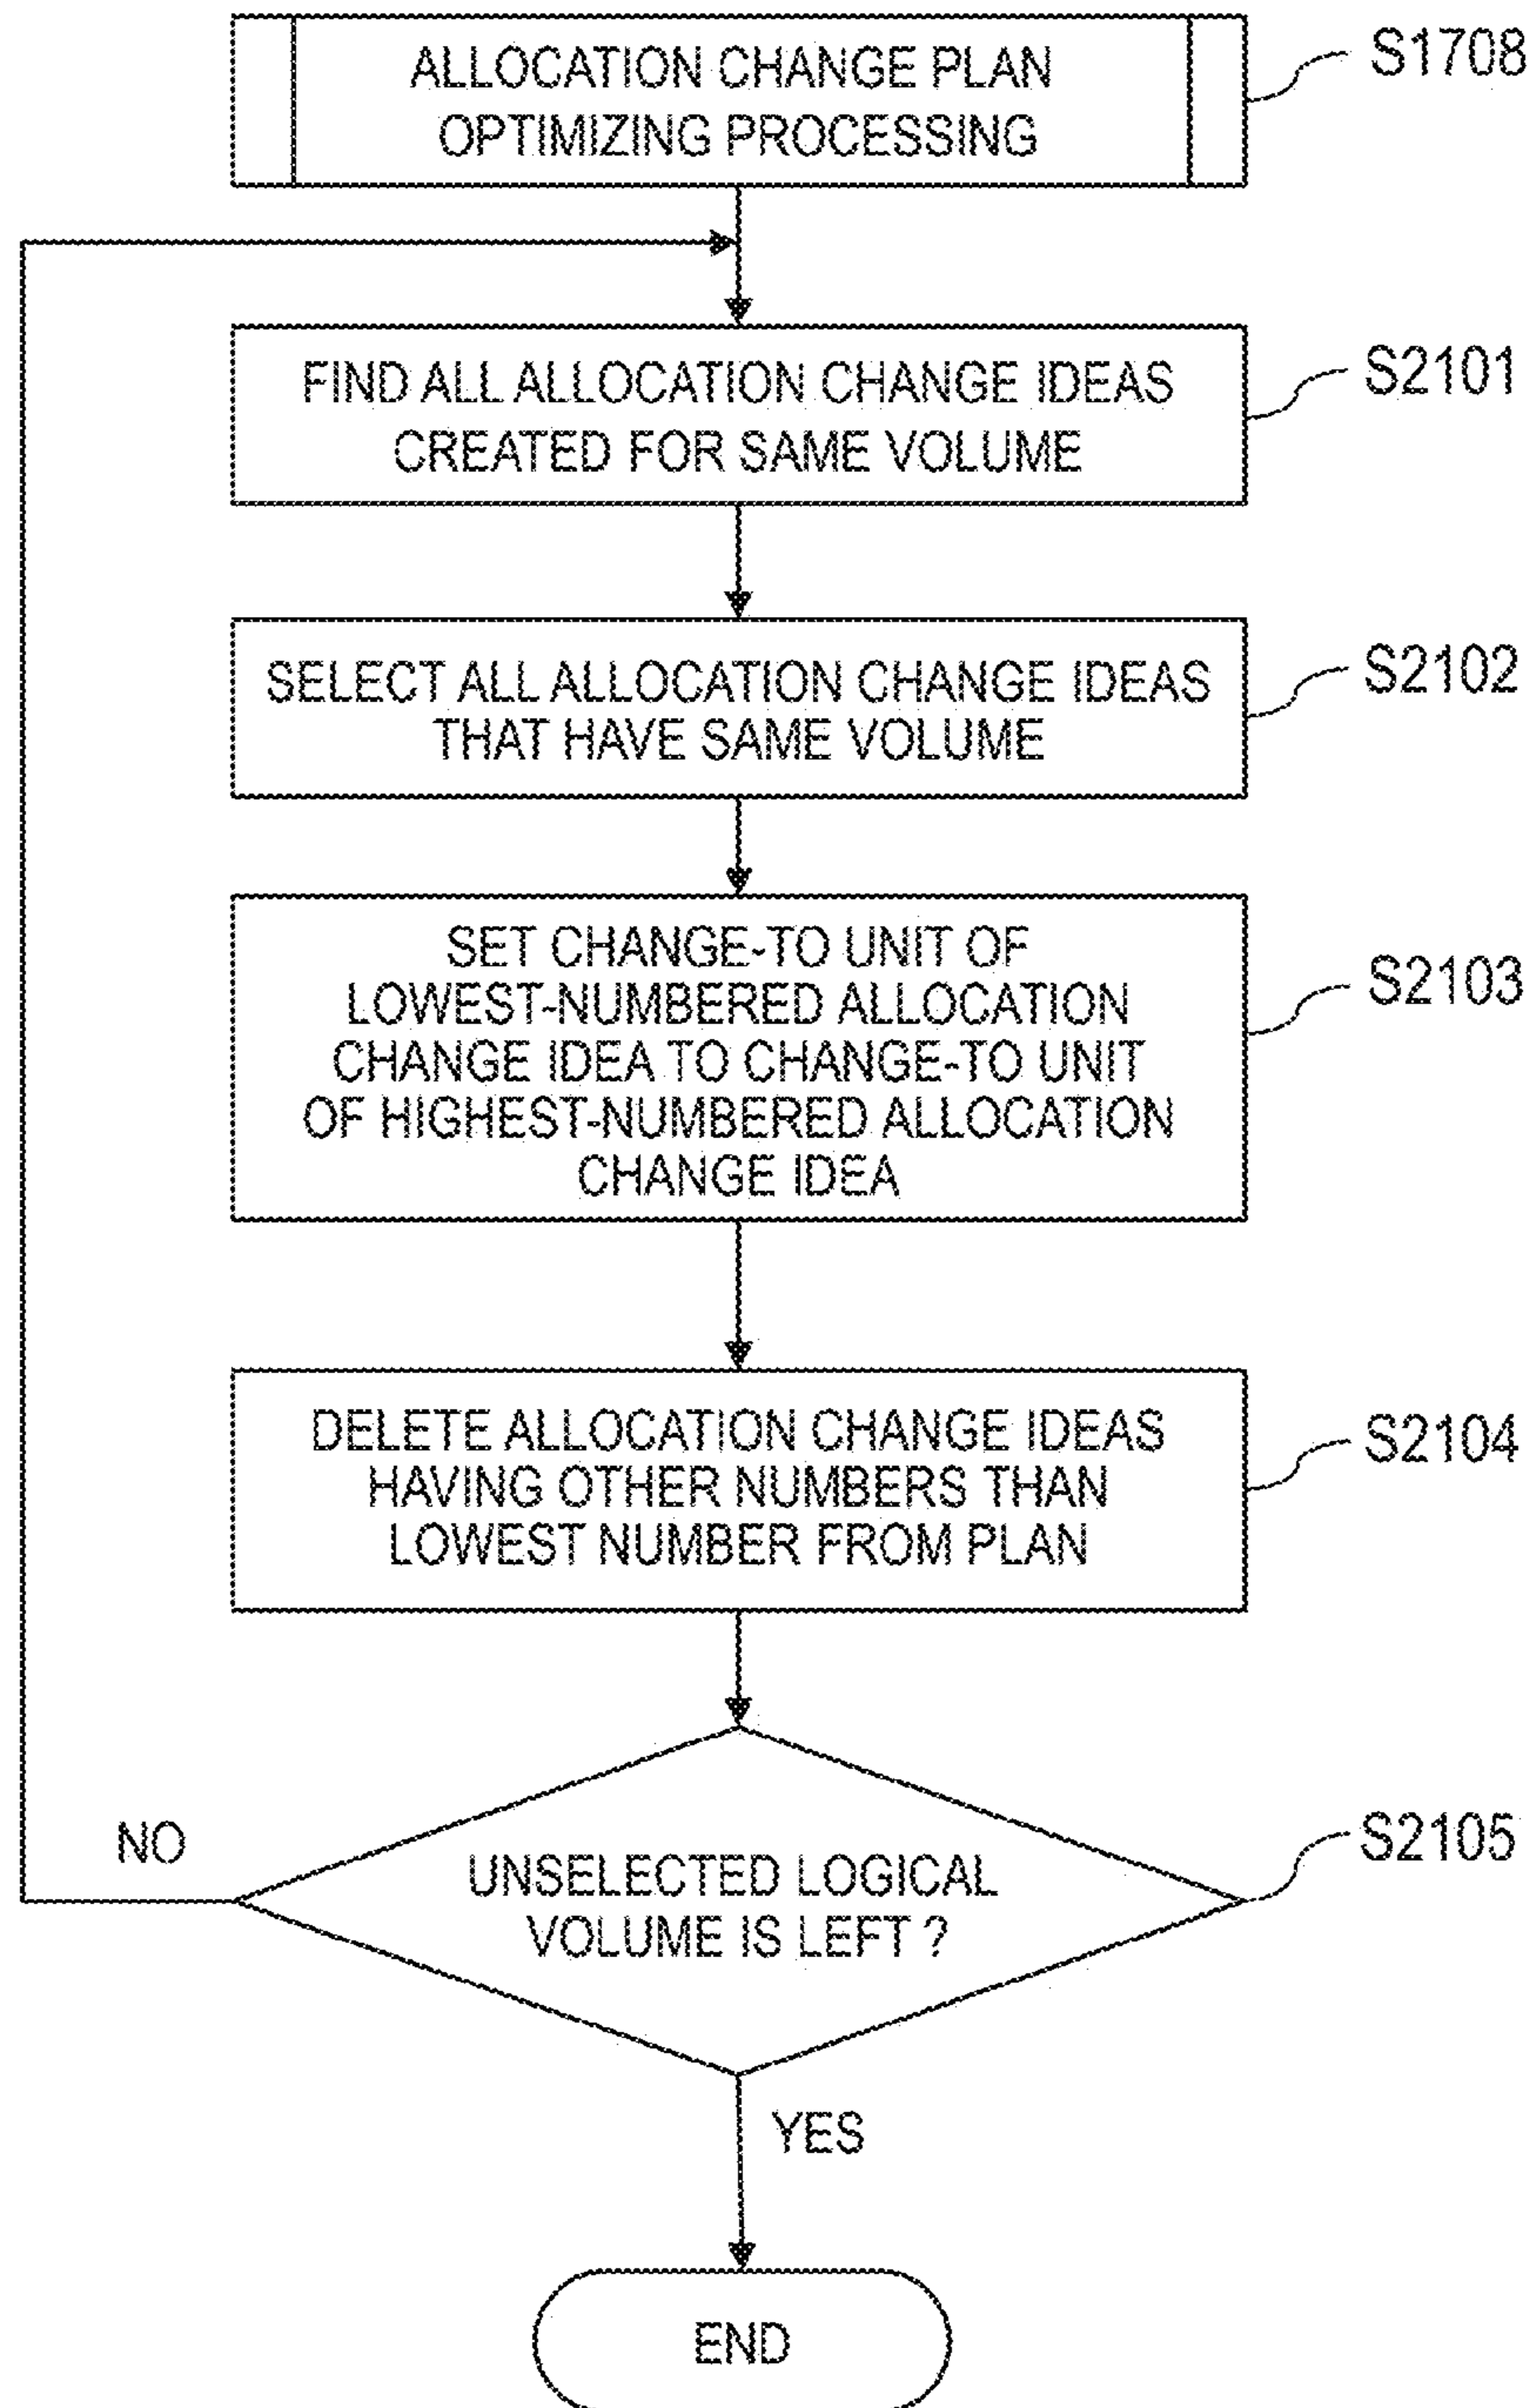 ALLOCATION CHANGE PLAN
OPTIMIZING PROCESSING
S1708
FIND ALL ALLOCATION CHANGE IDEAS
CREATED FOR SAME VOLUME
S2101
SELECT ALL ALLOCATION CHANGE IDEAS
THAT HAVE SAME VOLUME
S2102
SET CHANGE-TO UNIT OF
LOWEST-NUMBERED ALLOCATION
CHANGE IDEA TO CHANGE-TO UNIT
OF HIGHEST-NUMBERED ALLOCATION
CHANGE IDEA
S2103
DELETE ALLOCATION CHANGE IDEAS
HAVING OTHER NUMBERS THAN
LOWEST NUMBER FROM PLAN
S2104
NO
UNSELECTED LOGICAL
VOLUME IS LEFT ?
S2105
YES
END